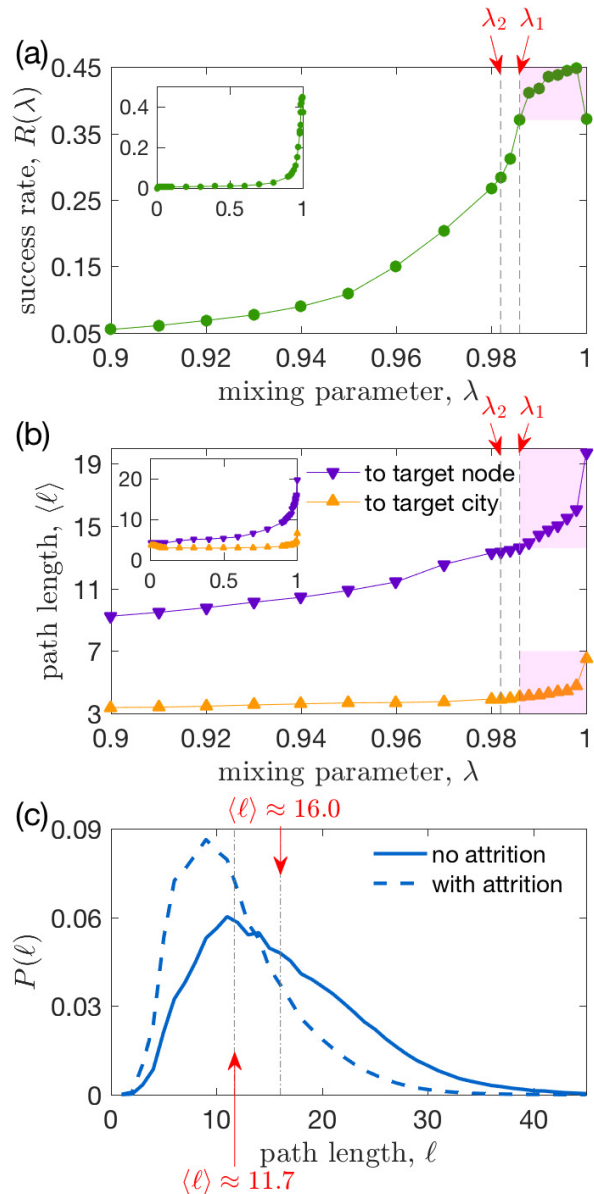 λ₂ λ₁
(a)
success rate, R(λ)
0.45
0.35
0.25
0.15
0.05
0.4
0.2
0
0 0.5 1
0.9 0.92 0.94 0.96 0.98 1
mixing parameter, λ
λ₂ λ₁
(b)
path length, ⟨ℓ⟩
19
15
11
7
3
20
10
0
0 0.5 1
to target node
to target city
0.9 0.92 0.94 0.96 0.98 1
mixing parameter, λ
(c)
⟨ℓ⟩ ≈ 16.0
P(ℓ)
0.09
0.06
0.03
0
no attrition
with attrition
0 10 20 30 40
path length, ℓ
⟨ℓ⟩ ≈ 11.7